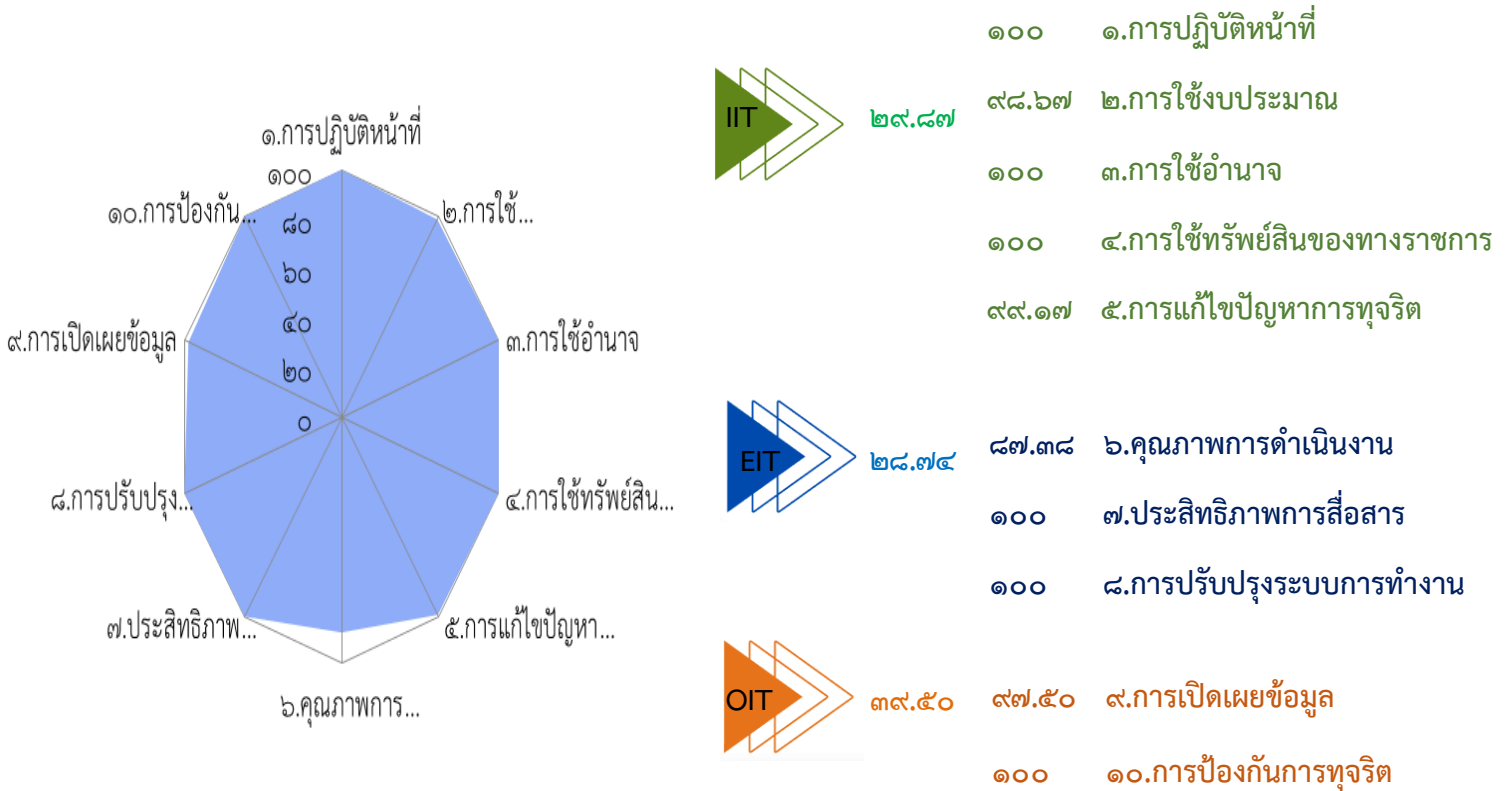 ๑.การปฏิบัติหน้าที่
๑๐๐
๘๐
๖๐
๔๐
๒๐
๐
๒.การใช้...
๓.การใช้อำนาจ
๔.การใช้ทรัพย์สิน...
๕.การแก้ไขปัญหา...
๖.คุณภาพการ...
๗.ประสิทธิภาพ...
๘.การปรับปรุง...
๙.การเปิดเผยข้อมูล
๑๐.การป้องกัน...
IIT ๒๙.๘๗
๑๐๐ ๑.การปฏิบัติหน้าที่
๙๘.๖๗ ๒.การใช้งบประมาณ
๑๐๐ ๓.การใช้อำนาจ
๑๐๐ ๔.การใช้ทรัพย์สินของทางราชการ
๙๙.๑๗ ๕.การแก้ไขปัญหาการทุจริต
EIT ๒๘.๗๔
๘๗.๓๘ ๖.คุณภาพการดำเนินงาน
๑๐๐ ๗.ประสิทธิภาพการสื่อสาร
๑๐๐ ๘.การปรับปรุงระบบการทำงาน
OIT ๓๙.๕๐
๙๗.๕๐ ๙.การเปิดเผยข้อมูล
๑๐๐ ๑๐.การป้องกันการทุจริต